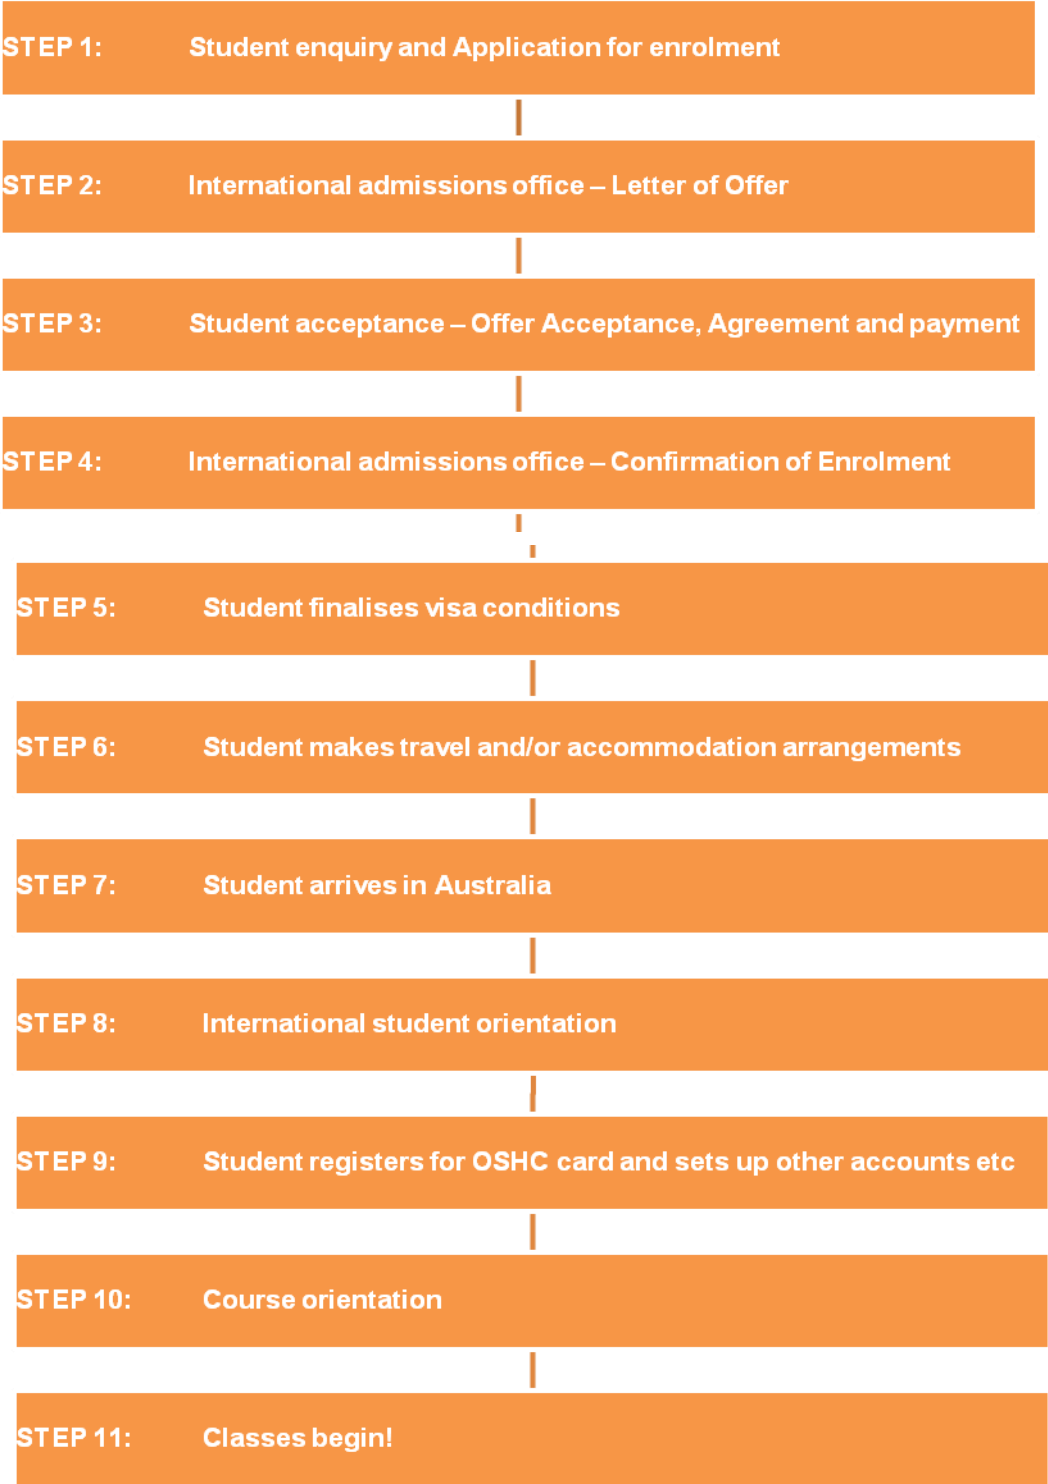 STEP 1: Student enquiry and Application for enrolment
STEP 2: International admissions office – Letter of Offer
STEP 3: Student acceptance – Offer Acceptance, Agreement and payment
STEP 4: International admissions office – Confirmation of Enrolment
STEP 5: Student finalises visa conditions
STEP 6: Student makes travel and/or accommodation arrangements
STEP 7: Student arrives in Australia
STEP 8: International student orientation
STEP 9: Student registers for OSHC card and sets up other accounts etc
STEP 10: Course orientation
STEP 11: Classes begin!